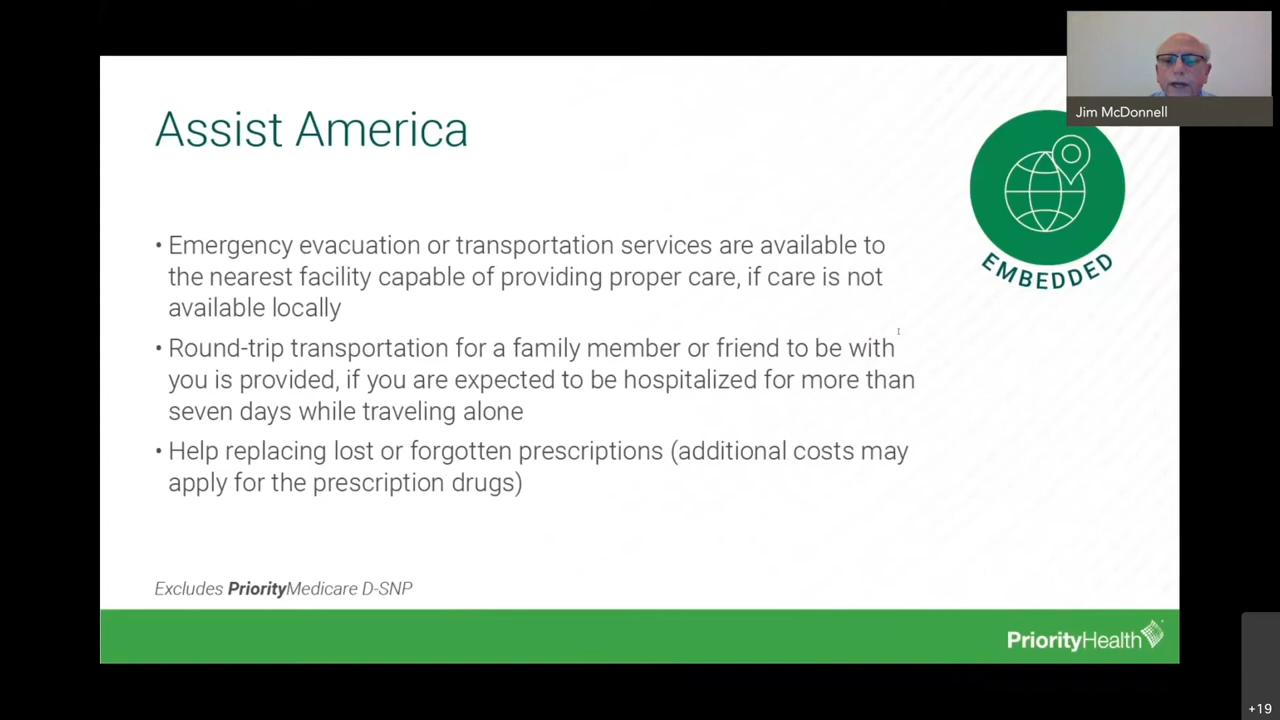 Jim McDonnell
Assist America
EMBEDDED
• Emergency evacuation or transportation services are available to
the nearest facility capable of providing proper care, if care is not
available locally
• Round-trip transportation for a family member or friend to be with
you is provided, if you are expected to be hospitalized for more than
seven days while traveling alone
• Help replacing lost or forgotten prescriptions (additional costs may
apply for the prescription drugs)
Excludes PriorityMedicare D-SNP
PriorityHealth
+19